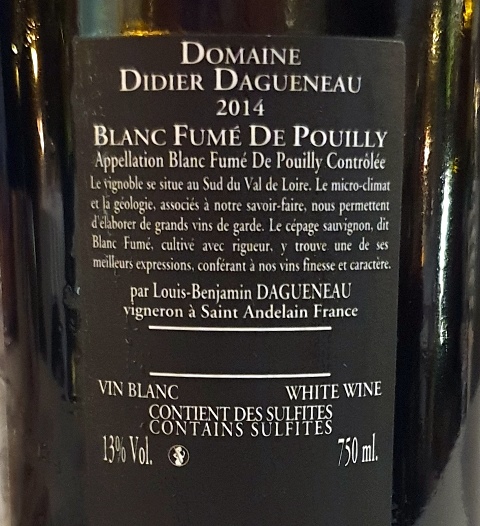 DOMAINE
DIDIER DAGUENEAU
2014
BLANC FUMÉ DE POUILLY
Appellation Blanc Fumé De Pouilly Contrôlée
Le vignoble se situe au Sud du Val de Loire. Le micro-climat
et la géologie, associés à notre savoir-faire, nous permettent
d'élaborer de grands vins de garde. Le cépage sauvignon, dit
Blanc Fumé, cultivé avec rigueur, y trouve une de ses
meilleurs expressions, conférant à nos vins finesse et caractère.
par Louis-Benjamin DAGUENEAU
vigneron à Saint Andelain France
VIN BLANC WHITE WINE
CONTIENT DES SULFITES
CONTAINS SULFITES
13% Vol. 750 ml.